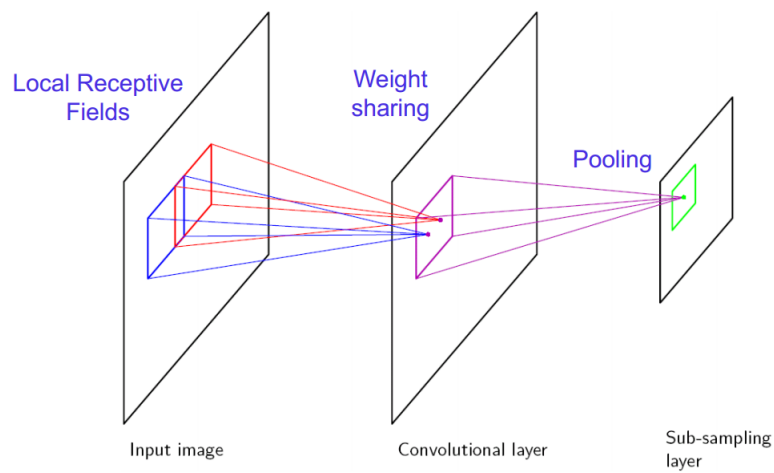 Local Receptive
Fields
Weight
sharing
Pooling
Input image
Convolutional layer
Sub-sampling
layer